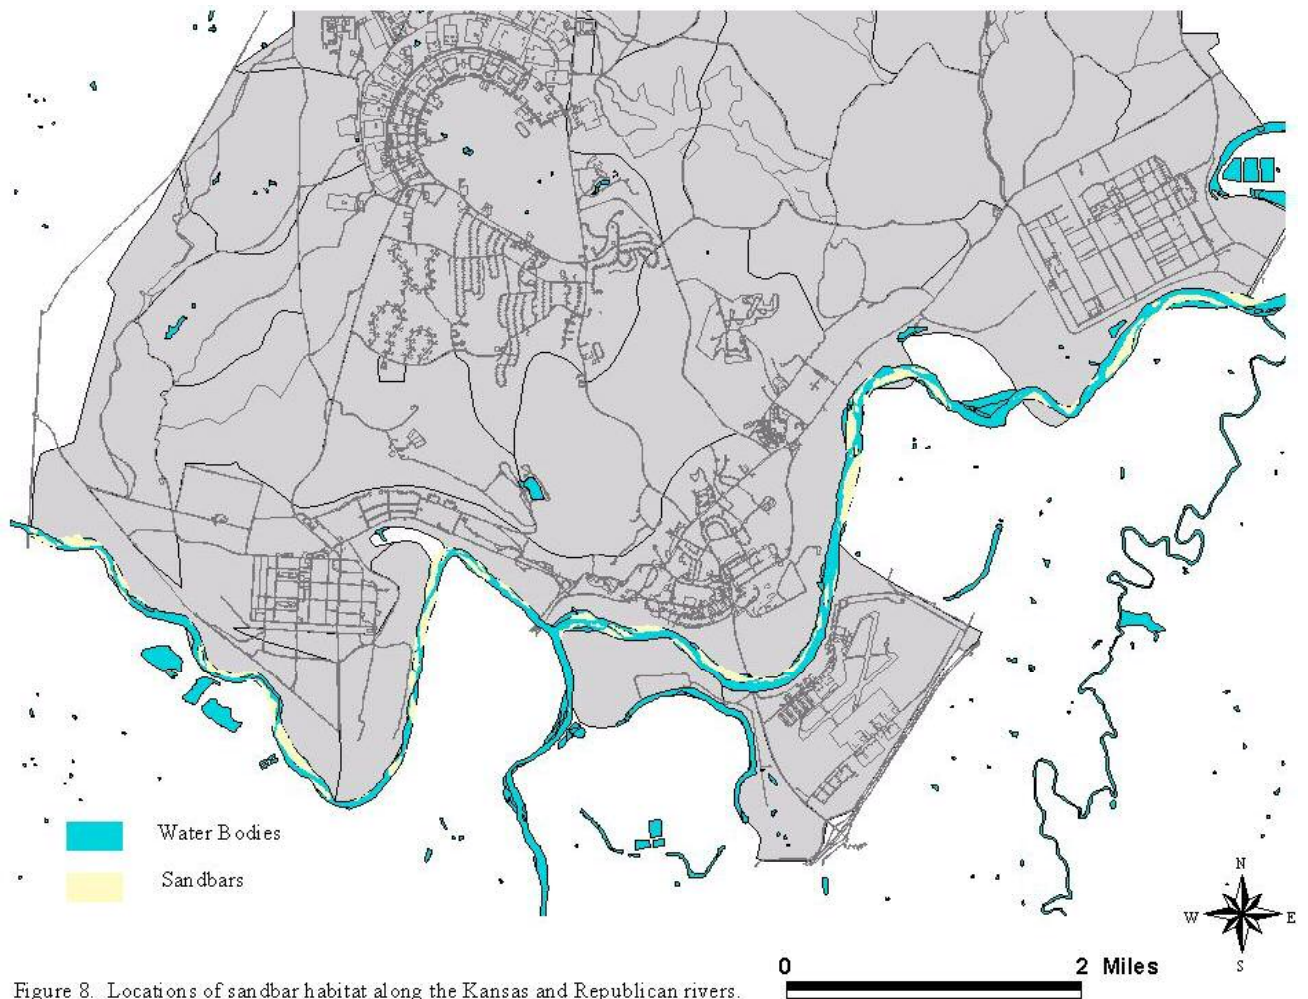 Water Bodies
Sandbars
N
W E
S
0 2 Miles
Figure 8. Locations of sandbar habitat along the Kansas and Republican rivers.